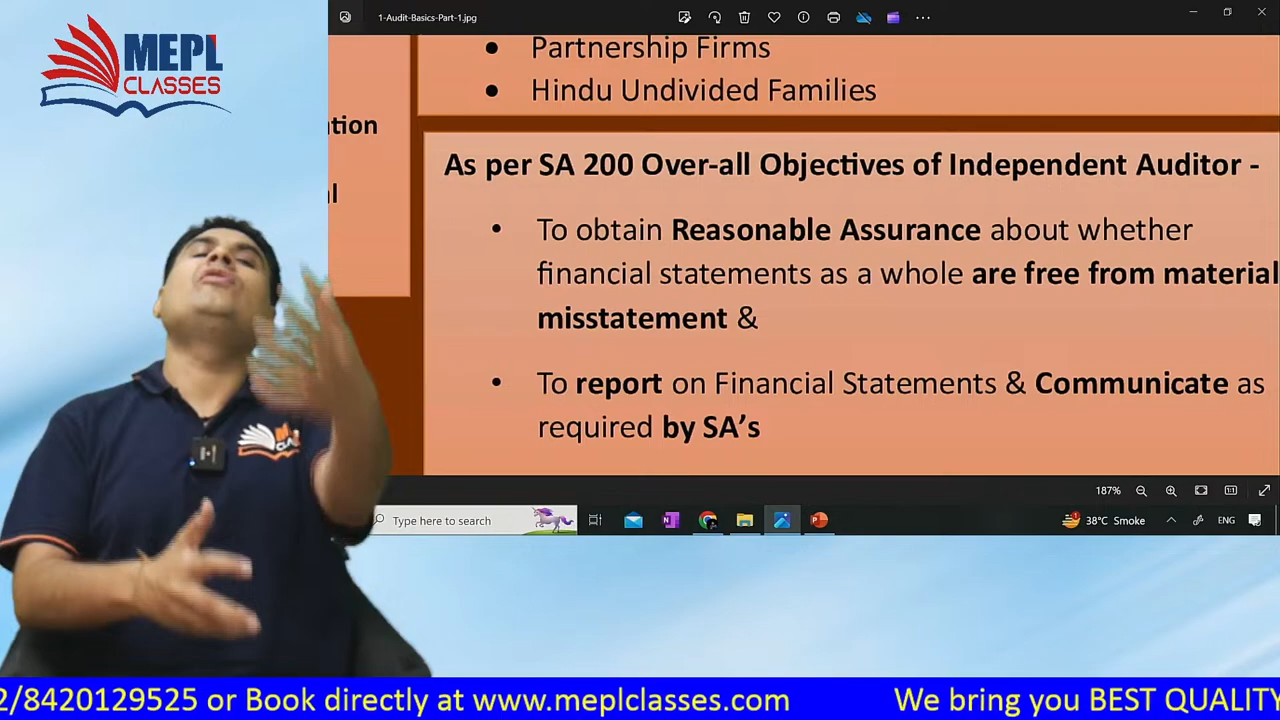 MEPL
CLASSES
1-Audit-Basics-Part-1.jpg
• Partnership Firms
• Hindu Undivided Families
ition
As per SA 200 Over-all Objectives of Independent Auditor -
• To obtain Reasonable Assurance about whether
financial statements as a whole are free from material
misstatement &
• To report on Financial Statements & Communicate as
required by SA's
187%
Type here to search
38°C Smoke
ENG
2/8420129525 or Book directly at www.meplclasses.com We bring you BEST QUALITY